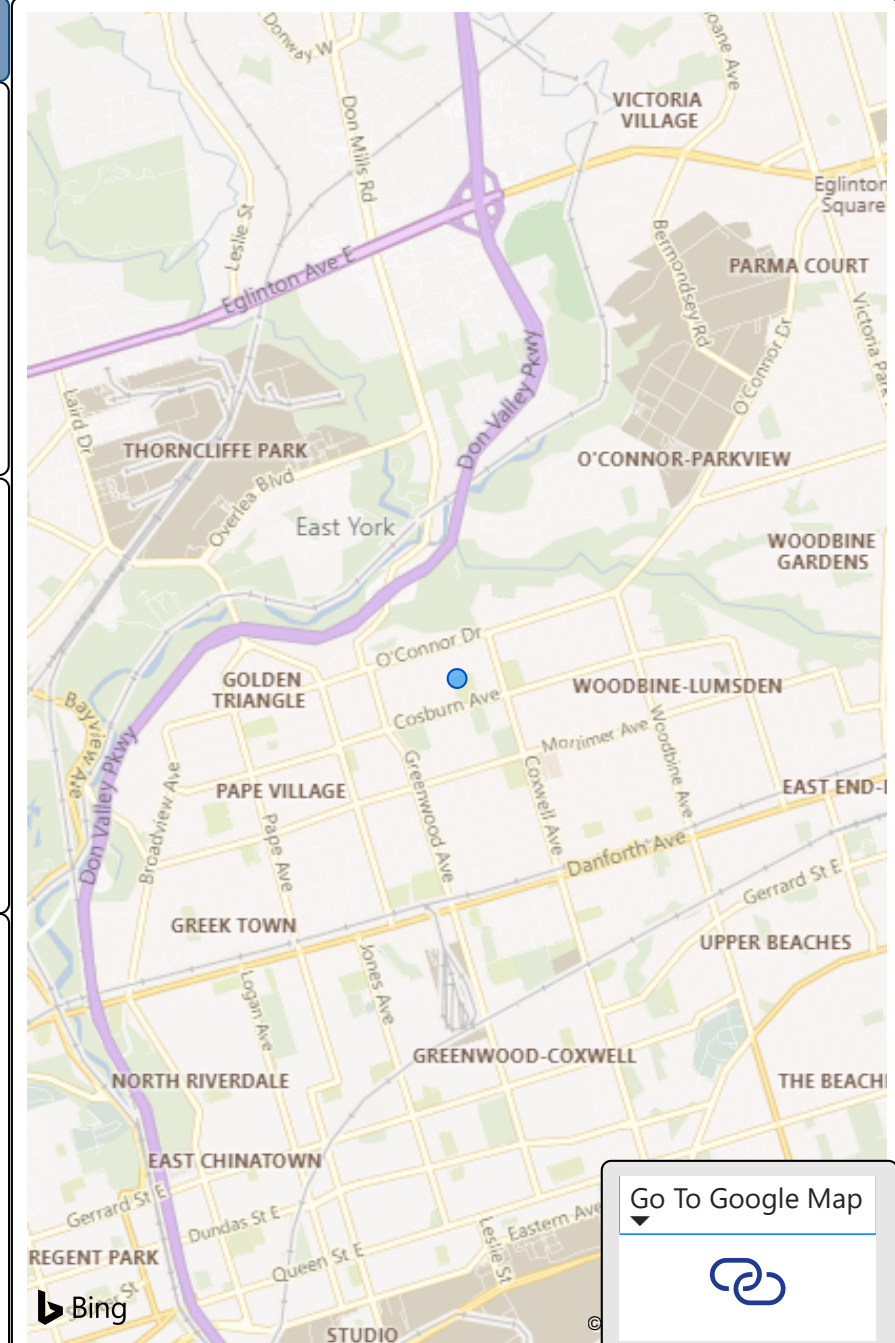 Donway W
Don Mills Rd
VICTORIA
VILLAGE
Leslie St
Eglinton
Square
Eglinton Ave E
Bermondsey Rd
PARMA COURT
Victoria Park
O'Connor Dr
Don Valley Pkwy
Laird Dr
THORNCLIFFE PARK
O'CONNOR-PARKVIEW
Overlea Blvd
East York
WOODBINE
GARDENS
O'Connor Dr
GOLDEN
TRIANGLE
WOODBINE-LUMSDEN
Cosburn Ave
Bayview Ave
Mortimer Ave
Woodbine Ave
Don Valley Pkwy
Broadview Ave
PAPE VILLAGE
Greenwood Ave
Coxwell Ave
EAST END-
Pape Ave
Danforth Ave
Gerrard St E
GREEK TOWN
UPPER BEACHES
Logan Ave
Jones Ave
GREENWOOD-COXWELL
NORTH RIVERDALE
THE BEACH
EAST CHINATOWN
Gerrard St E
Dundas St E
Leslie St
Eastern Ave
Go To Google Map
REGENT PARK
Queen St E
Bing
©
STUDIO